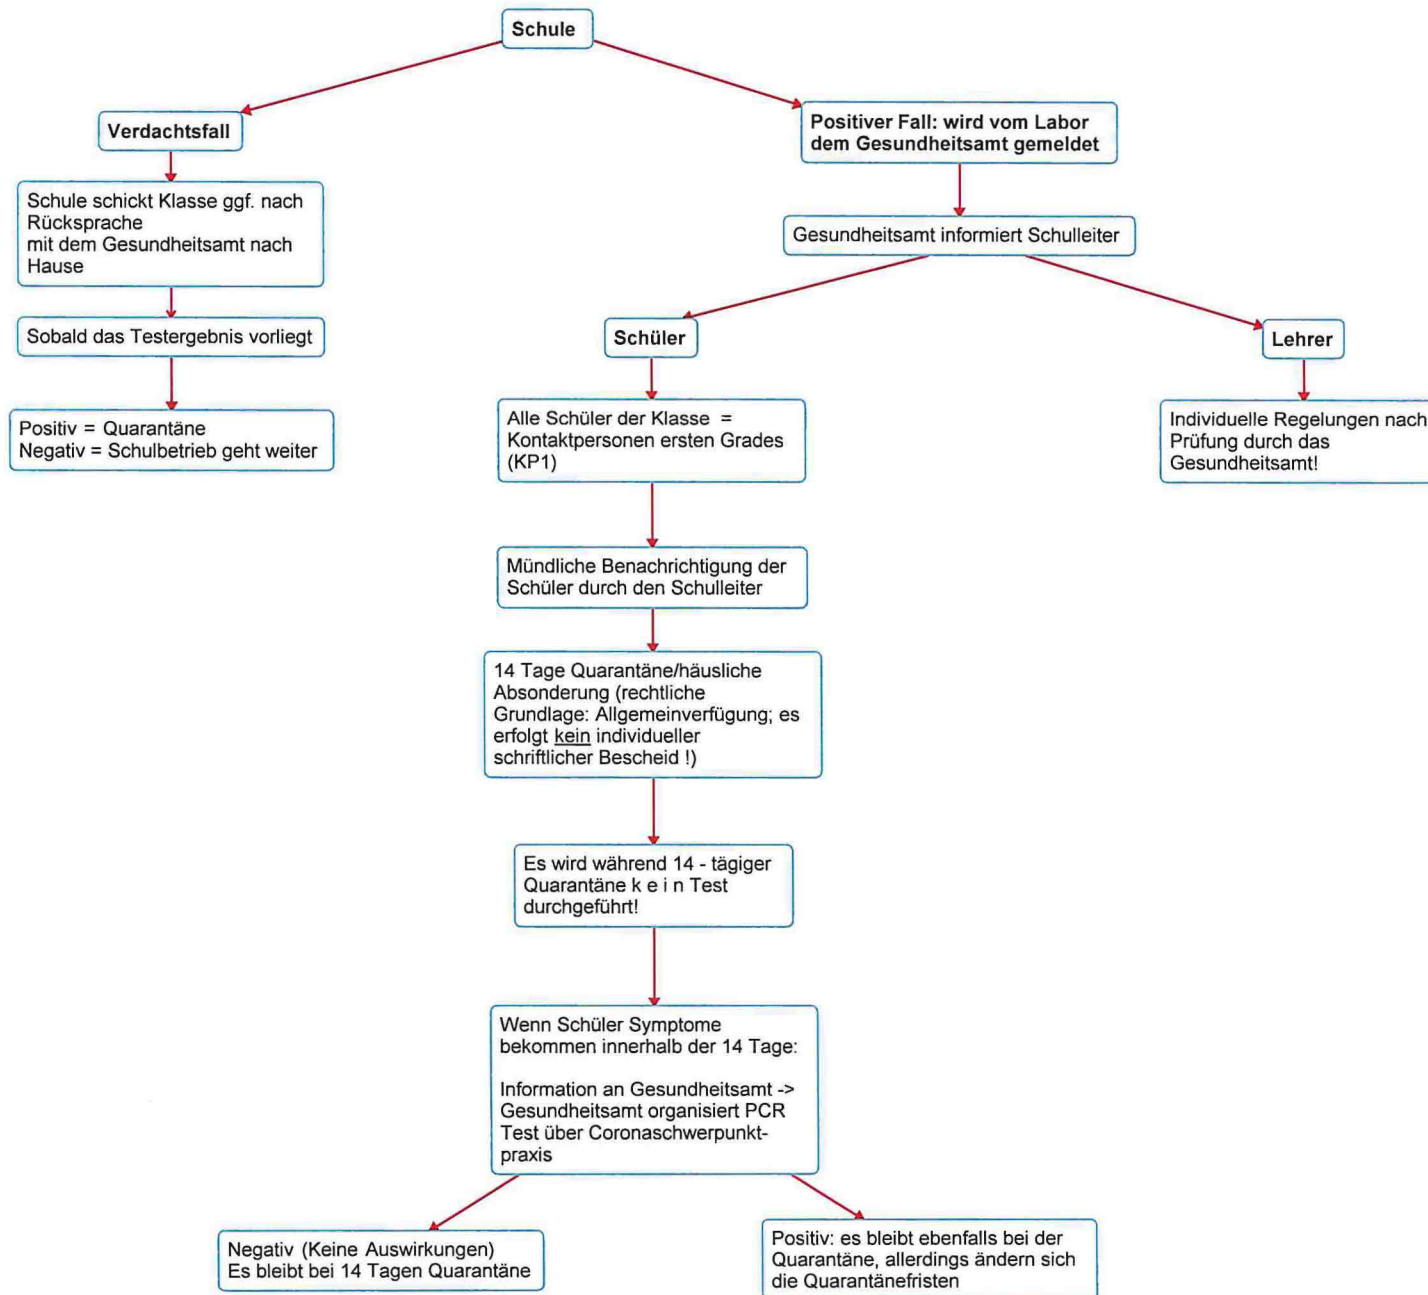 Schule
Verdachtsfall
Positiver Fall: wird vom Labor
dem Gesundheitsamt gemeldet
Schule schickt Klasse ggf. nach
Rücksprache
mit dem Gesundheitsamt nach
Hause
Gesundheitsamt informiert Schulleiter
Sobald das Testergebnis vorliegt
Schüler
Lehrer
Positiv = Quarantäne
Negativ = Schulbetrieb geht weiter
Alle Schüler der Klasse =
Kontaktpersonen ersten Grades
(KP1)
Individuelle Regelungen nach
Prüfung durch das
Gesundheitsamt!
Mündliche Benachrichtigung der
Schüler durch den Schulleiter
14 Tage Quarantäne/häusliche
Absonderung (rechtliche
Grundlage: Allgemeinverfügung; es
erfolgt kein individueller
schriftlicher Bescheid !)
Es wird während 14 - tägiger
Quarantäne k e i n Test
durchgeführt!
Wenn Schüler Symptome
bekommen innerhalb der 14 Tage:
Information an Gesundheitsamt ->
Gesundheitsamt organisiert PCR
Test über Coronaschwerpunkt-
praxis
Negativ (Keine Auswirkungen)
Es bleibt bei 14 Tagen Quarantäne
Positiv: es bleibt ebenfalls bei der
Quarantäne, allerdings ändern sich
die Quarantänefristen